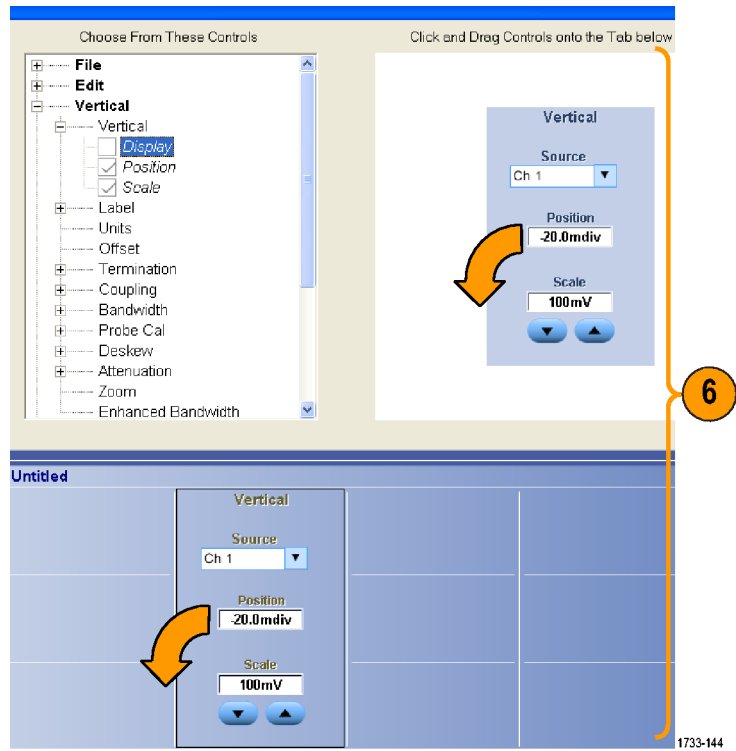 Choose From These Controls
File
Edit
Vertical
Vertical
Display
Position
Scale
Label
Units
Offset
Termination
Coupling
Bandwidth
Probe Cal
Deskew
Attenuation
Zoom
Enhanced Bandwidth
Click and Drag Controls onto the Tab below
Vertical
Source
Ch 1
Position
-20.0mdiv
Scale
100mV
6
Untitled
Vertical
Source
Ch 1
Position
-20.0mdiv
Scale
100mV
1733-144